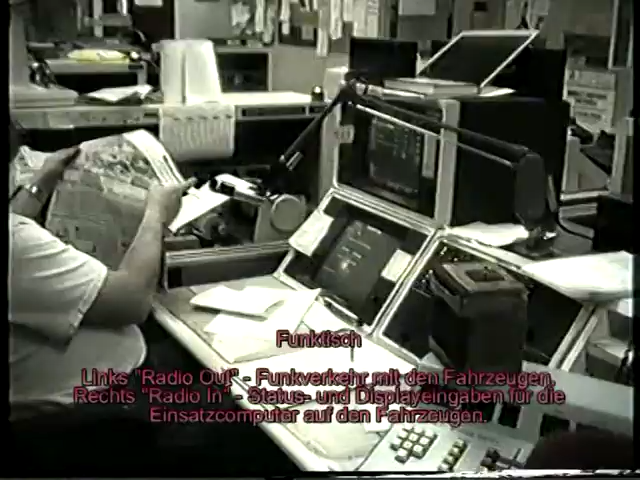 Funktisch
Links "Radio Out" - Funkverkehr mit den Fahrzeugen,
Rechts "Radio In" - Status- und Displayeingaben für die
Einsatzcomputer auf den Fahrzeugen.